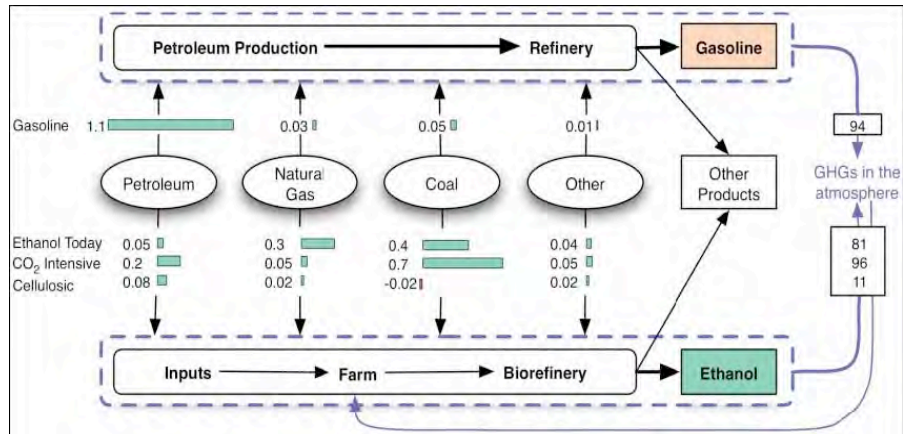 Petroleum Production Refinery Gasoline
Gasoline 1.1 0.03 0.05 0.01 94
Petroleum Natural Gas Coal Other Other Products
GHGs in the atmosphere
Ethanol Today 0.05 0.3 0.4 0.04 81
CO₂ Intensive 0.2 0.05 0.7 0.05 96
Cellulosic 0.08 0.02 -0.02 0.02 11
Inputs Farm Biorefinery Ethanol